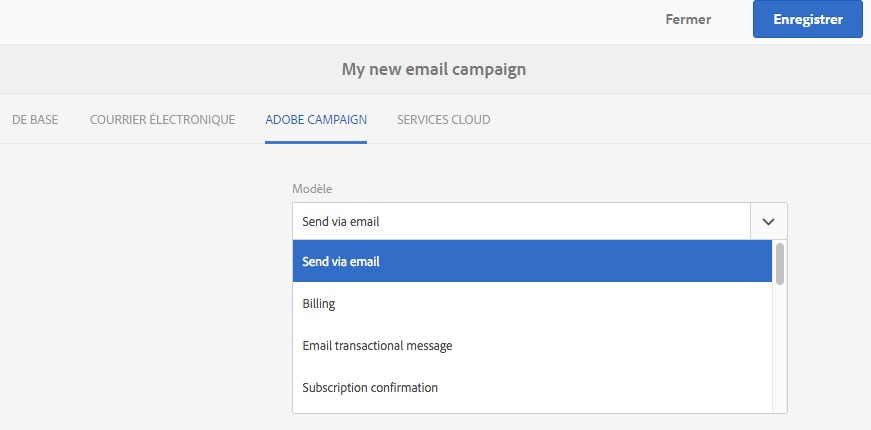 Fermer
Enregistrer
My new email campaign
DE BASE
COURRIER ÉLECTRONIQUE
ADOBE CAMPAIGN
SERVICES CLOUD
Modèle
Send via email
Send via email
Billing
Email transactional message
Subscription confirmation